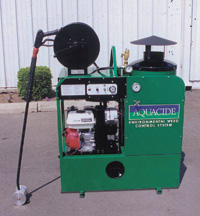 AQUACIDE
ENVIRONMENTAL WEED
CONTROL SYSTEM